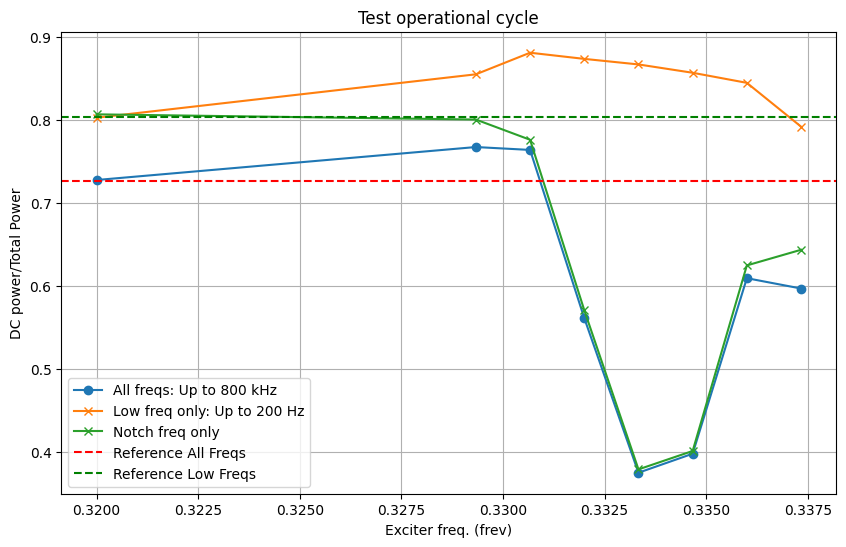 Test operational cycle
DC power/Total Power
0.9
0.8
0.7
0.6
0.5
0.4
All freqs: Up to 800 kHz
Low freq only: Up to 200 Hz
Notch freq only
Reference All Freqs
Reference Low Freqs
0.3200 0.3225 0.3250 0.3275 0.3300 0.3325 0.3350 0.3375
Exciter freq. (frev)